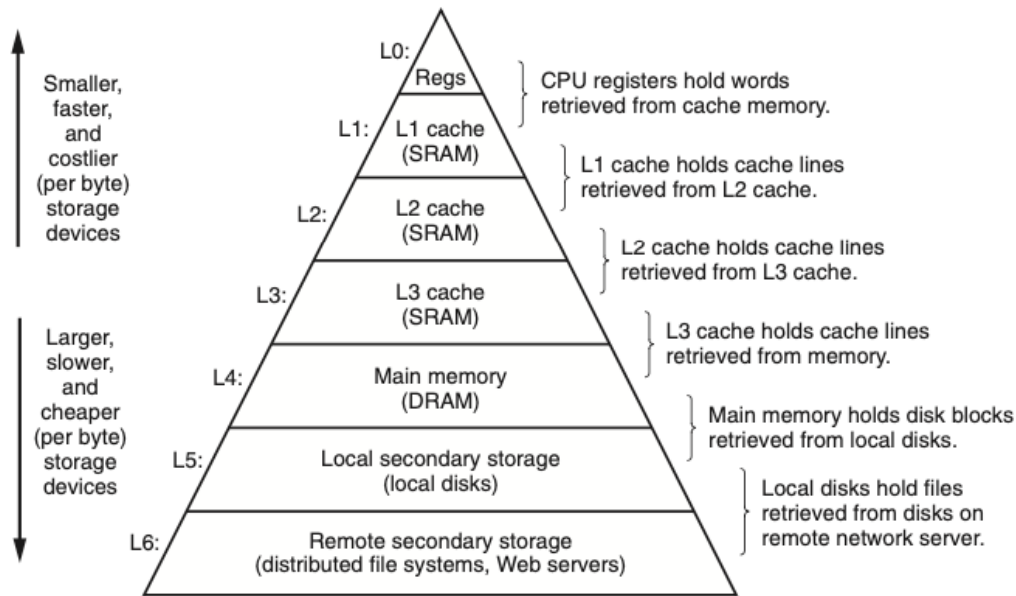 Smaller,
faster,
and
costlier
(per byte)
storage
devices
Larger,
slower,
and
cheaper
(per byte)
storage
devices
L0:
Regs
L1:
L1 cache
(SRAM)
L2:
L2 cache
(SRAM)
L3:
L3 cache
(SRAM)
L4:
Main memory
(DRAM)
L5:
Local secondary storage
(local disks)
L6:
Remote secondary storage
(distributed file systems, Web servers)
CPU registers hold words
retrieved from cache memory.
L1 cache holds cache lines
retrieved from L2 cache.
L2 cache holds cache lines
retrieved from L3 cache.
L3 cache holds cache lines
retrieved from memory.
Main memory holds disk blocks
retrieved from local disks.
Local disks hold files
retrieved from disks on
remote network server.